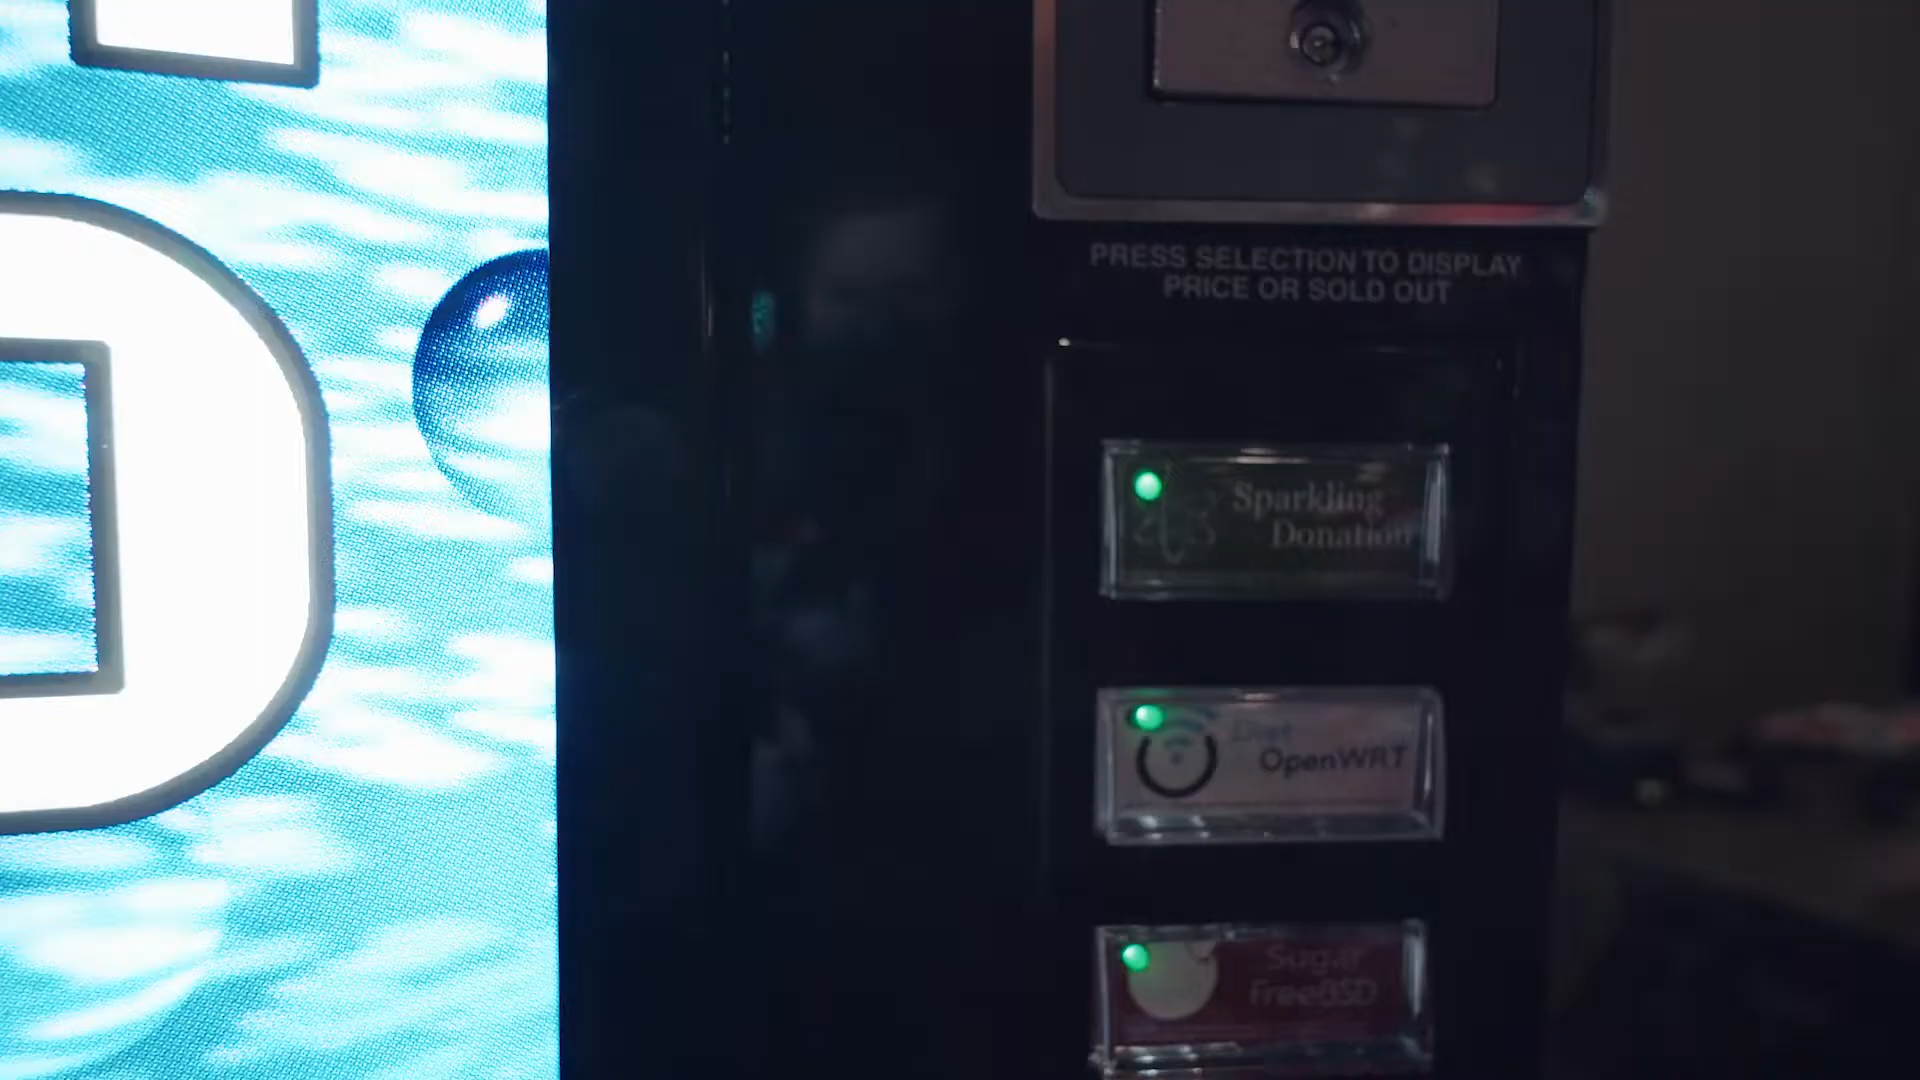 PRESS SELECTION TO DISPLAY
PRICE OR SOLD OUT
Sparkling
Donation
Diet
OpenWRT
Sugar
FreeBSD